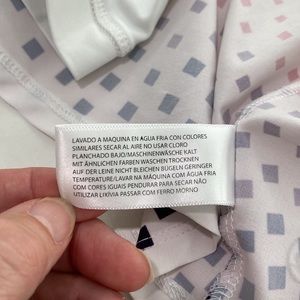 LAVADO A MAQUINA EN AGUA FRIA CON COLORES
SIMILARES SECAR AL AIRE NO USAR CLORO
PLANCHADO BAJO/MASCHINENWÄSCHE KALT
MIT ÄHNLICHEN FARBEN WASCHEN TROCKNEN
AUF DER LEINE NICHT BLEICHEN BÜGELN GERINGER
TEMPERATURE/LAVAR NA MÁQUINA COM ÁGUA FRIA
COM CORES IGUAIS PENDURAR PARA SECAR NÃO
UTILIZAR LIXÍVIA PASSAR COM FERRO MORNO